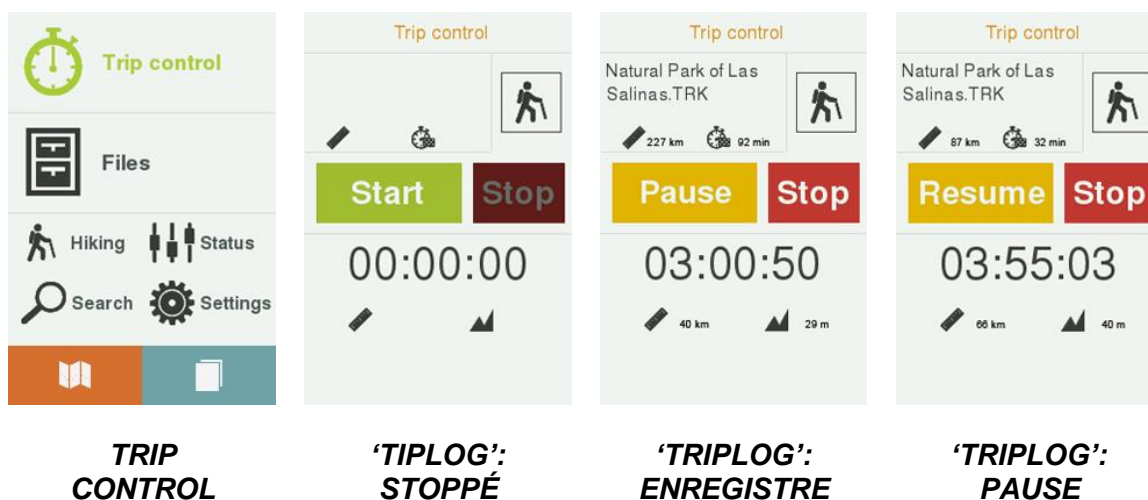 Trip control
Files
Hiking
Status
Search
Settings
TRIP
CONTROL
Trip control
Start
Stop
00:00:00
‘TIPLOG’:
STOPPÉ
Trip control
Natural Park of Las
Salinas.TRK
227 km
92 min
Pause
Stop
03:00:50
40 km
29 m
‘TRIPLOG’:
ENREGISTRE
Trip control
Natural Park of Las
Salinas.TRK
87 km
32 min
Resume
Stop
03:55:03
66 km
40 m
‘TRIPLOG’:
PAUSE